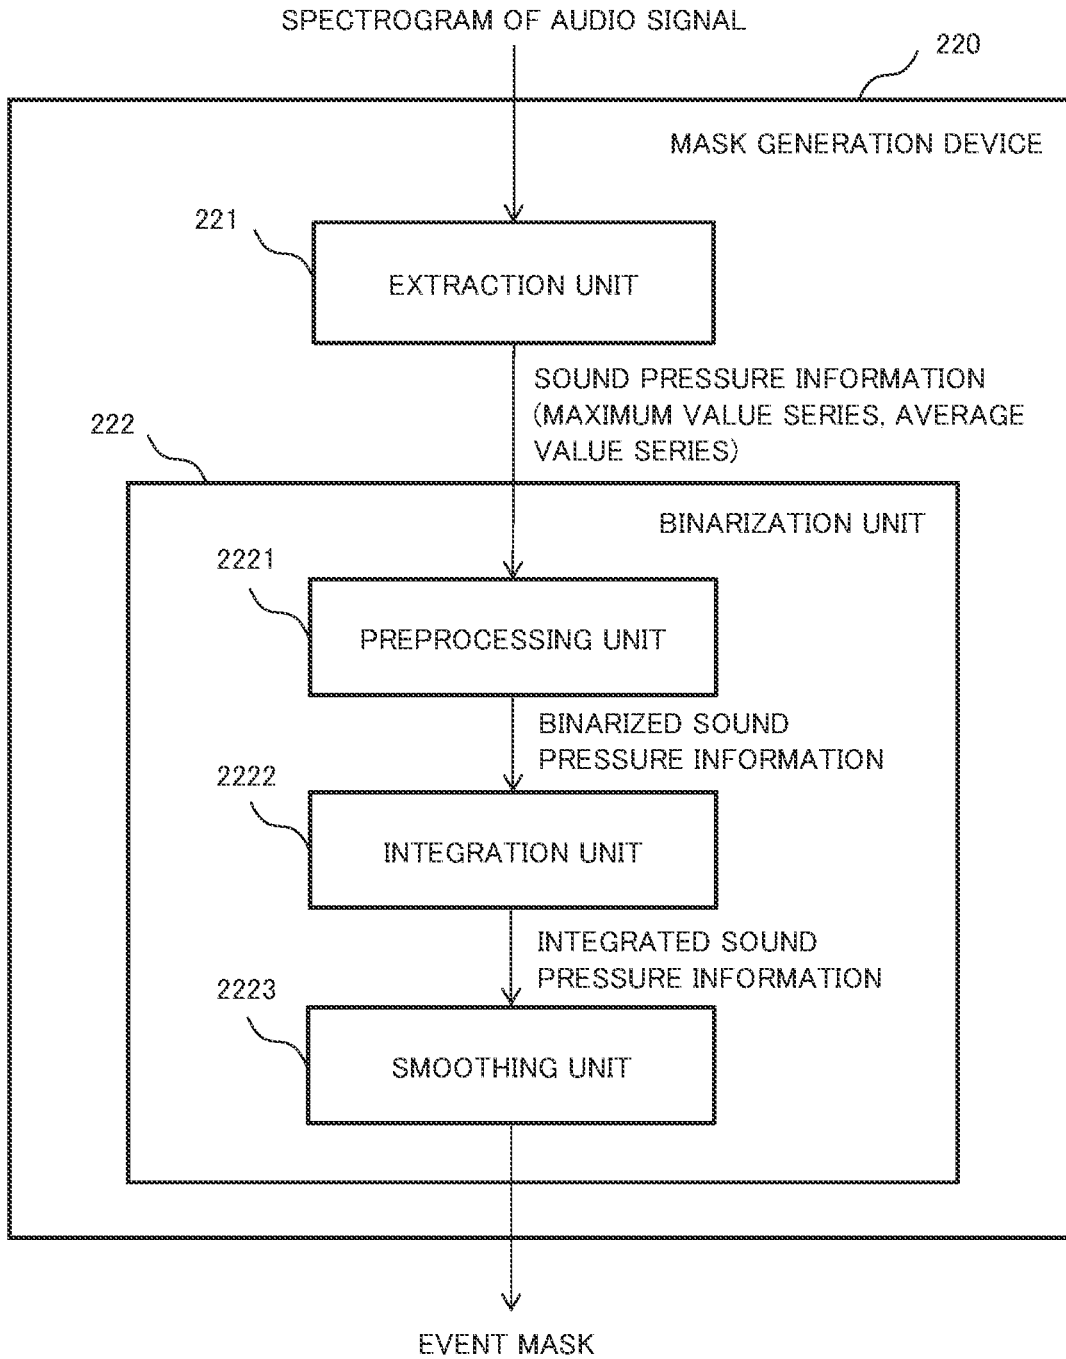 SPECTROGRAM OF AUDIO SIGNAL
220
MASK GENERATION DEVICE
221
EXTRACTION UNIT
SOUND PRESSURE INFORMATION
(MAXIMUM VALUE SERIES, AVERAGE
VALUE SERIES)
222
BINARIZATION UNIT
2221
PREPROCESSING UNIT
BINARIZED SOUND
PRESSURE INFORMATION
2222
INTEGRATION UNIT
INTEGRATED SOUND
PRESSURE INFORMATION
2223
SMOOTHING UNIT
EVENT MASK